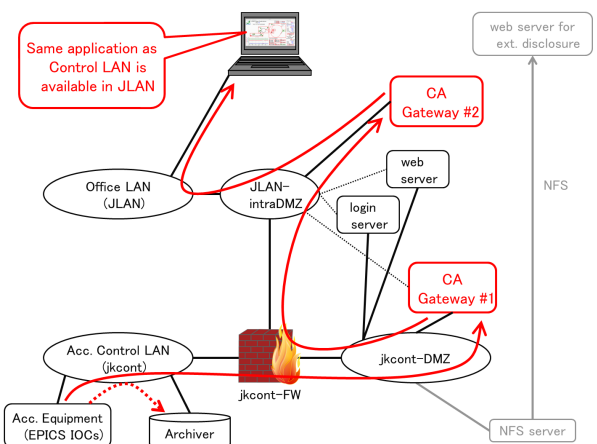 Same application as
Control LAN is
available in JLAN
web server for
ext. disclosure
CA
Gateway #2
web
server
Office LAN
(JLAN)
JLAN-
intraDMZ
login
server
NFS
CA
Gateway #1
Acc. Control LAN
(jkcont)
jkcont-DMZ
jkcont-FW
Acc. Equipment
(EPICS IOCs)
Archiver
NFS server